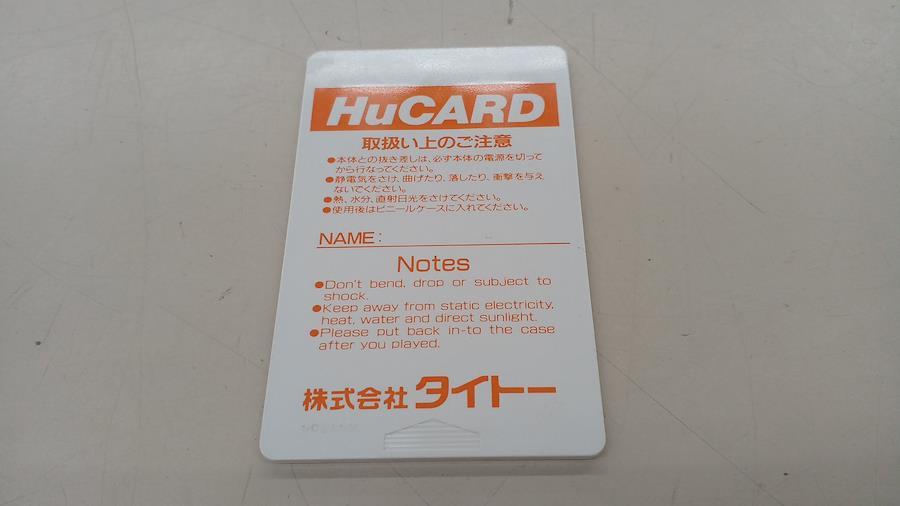 HuCARD
取扱い上のご注意
●本体との抜き差しは、必ず本体の電源を切って
から行なってください。
●静電気をさけ、曲げたり、落したり、衝撃を与え
ないでください。
●熱、水分、直射日光をさけてください。
●使用後はビニールケースに入れてください。
NAME:
Notes
●Don't bend, drop or subject to
shock.
●Keep away from static electricity,
heat, water and direct sunlight.
●Please put back in-to the case
after you played.
株式会社 タイトー